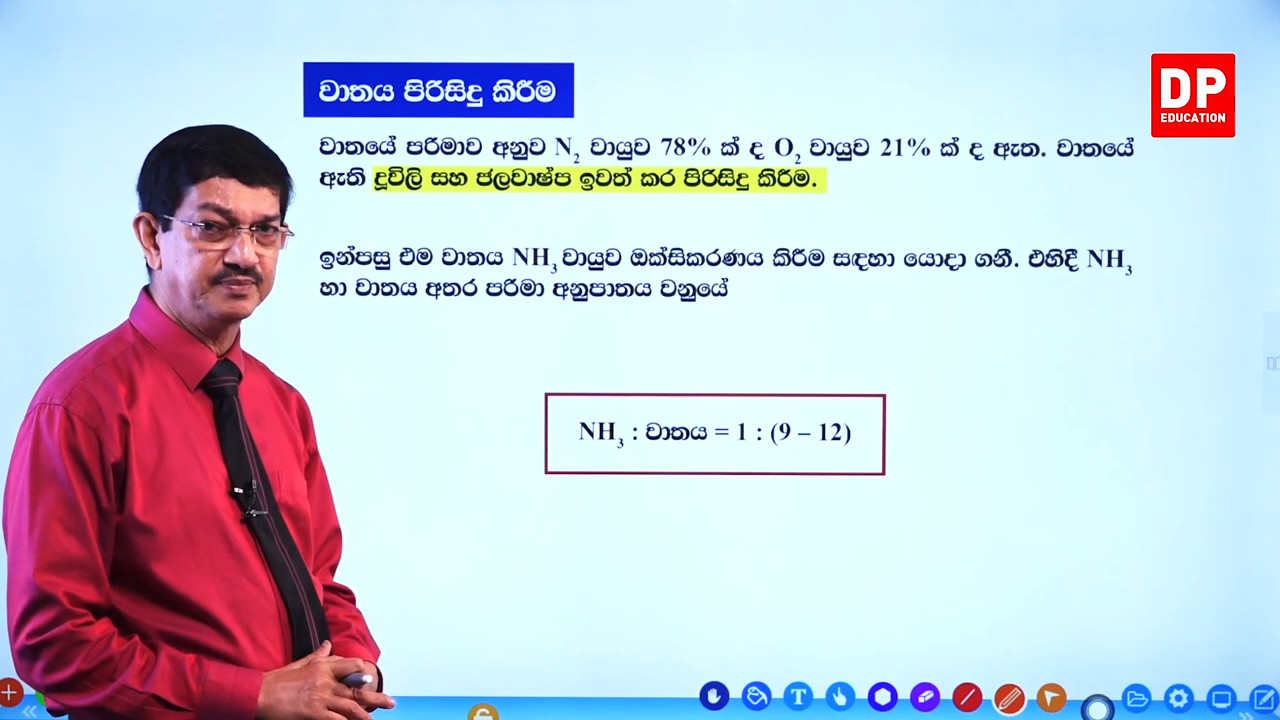 වාතය පිරිසිදු කිරීම
DP
EDUCATION
වාතයේ පරිමාව අනුව N₂ වායුව 78% ක් ද O₂ වායුව 21% ක් ද ඇත. වාතයේ
ඇති දූවිලි සහ ජලවාෂ්ප ඉවත් කර පිරිසිදු කිරීම.
ඉන්පසු එම වාතය NH₃ වායුව ඔක්සිකරණය කිරීම සඳහා යොදා ගනී. එහිදී NH₃
හා වාතය අතර පරිමා අනුපාතය වනුයේ
NH₃ : වාතය = 1 : (9 – 12)